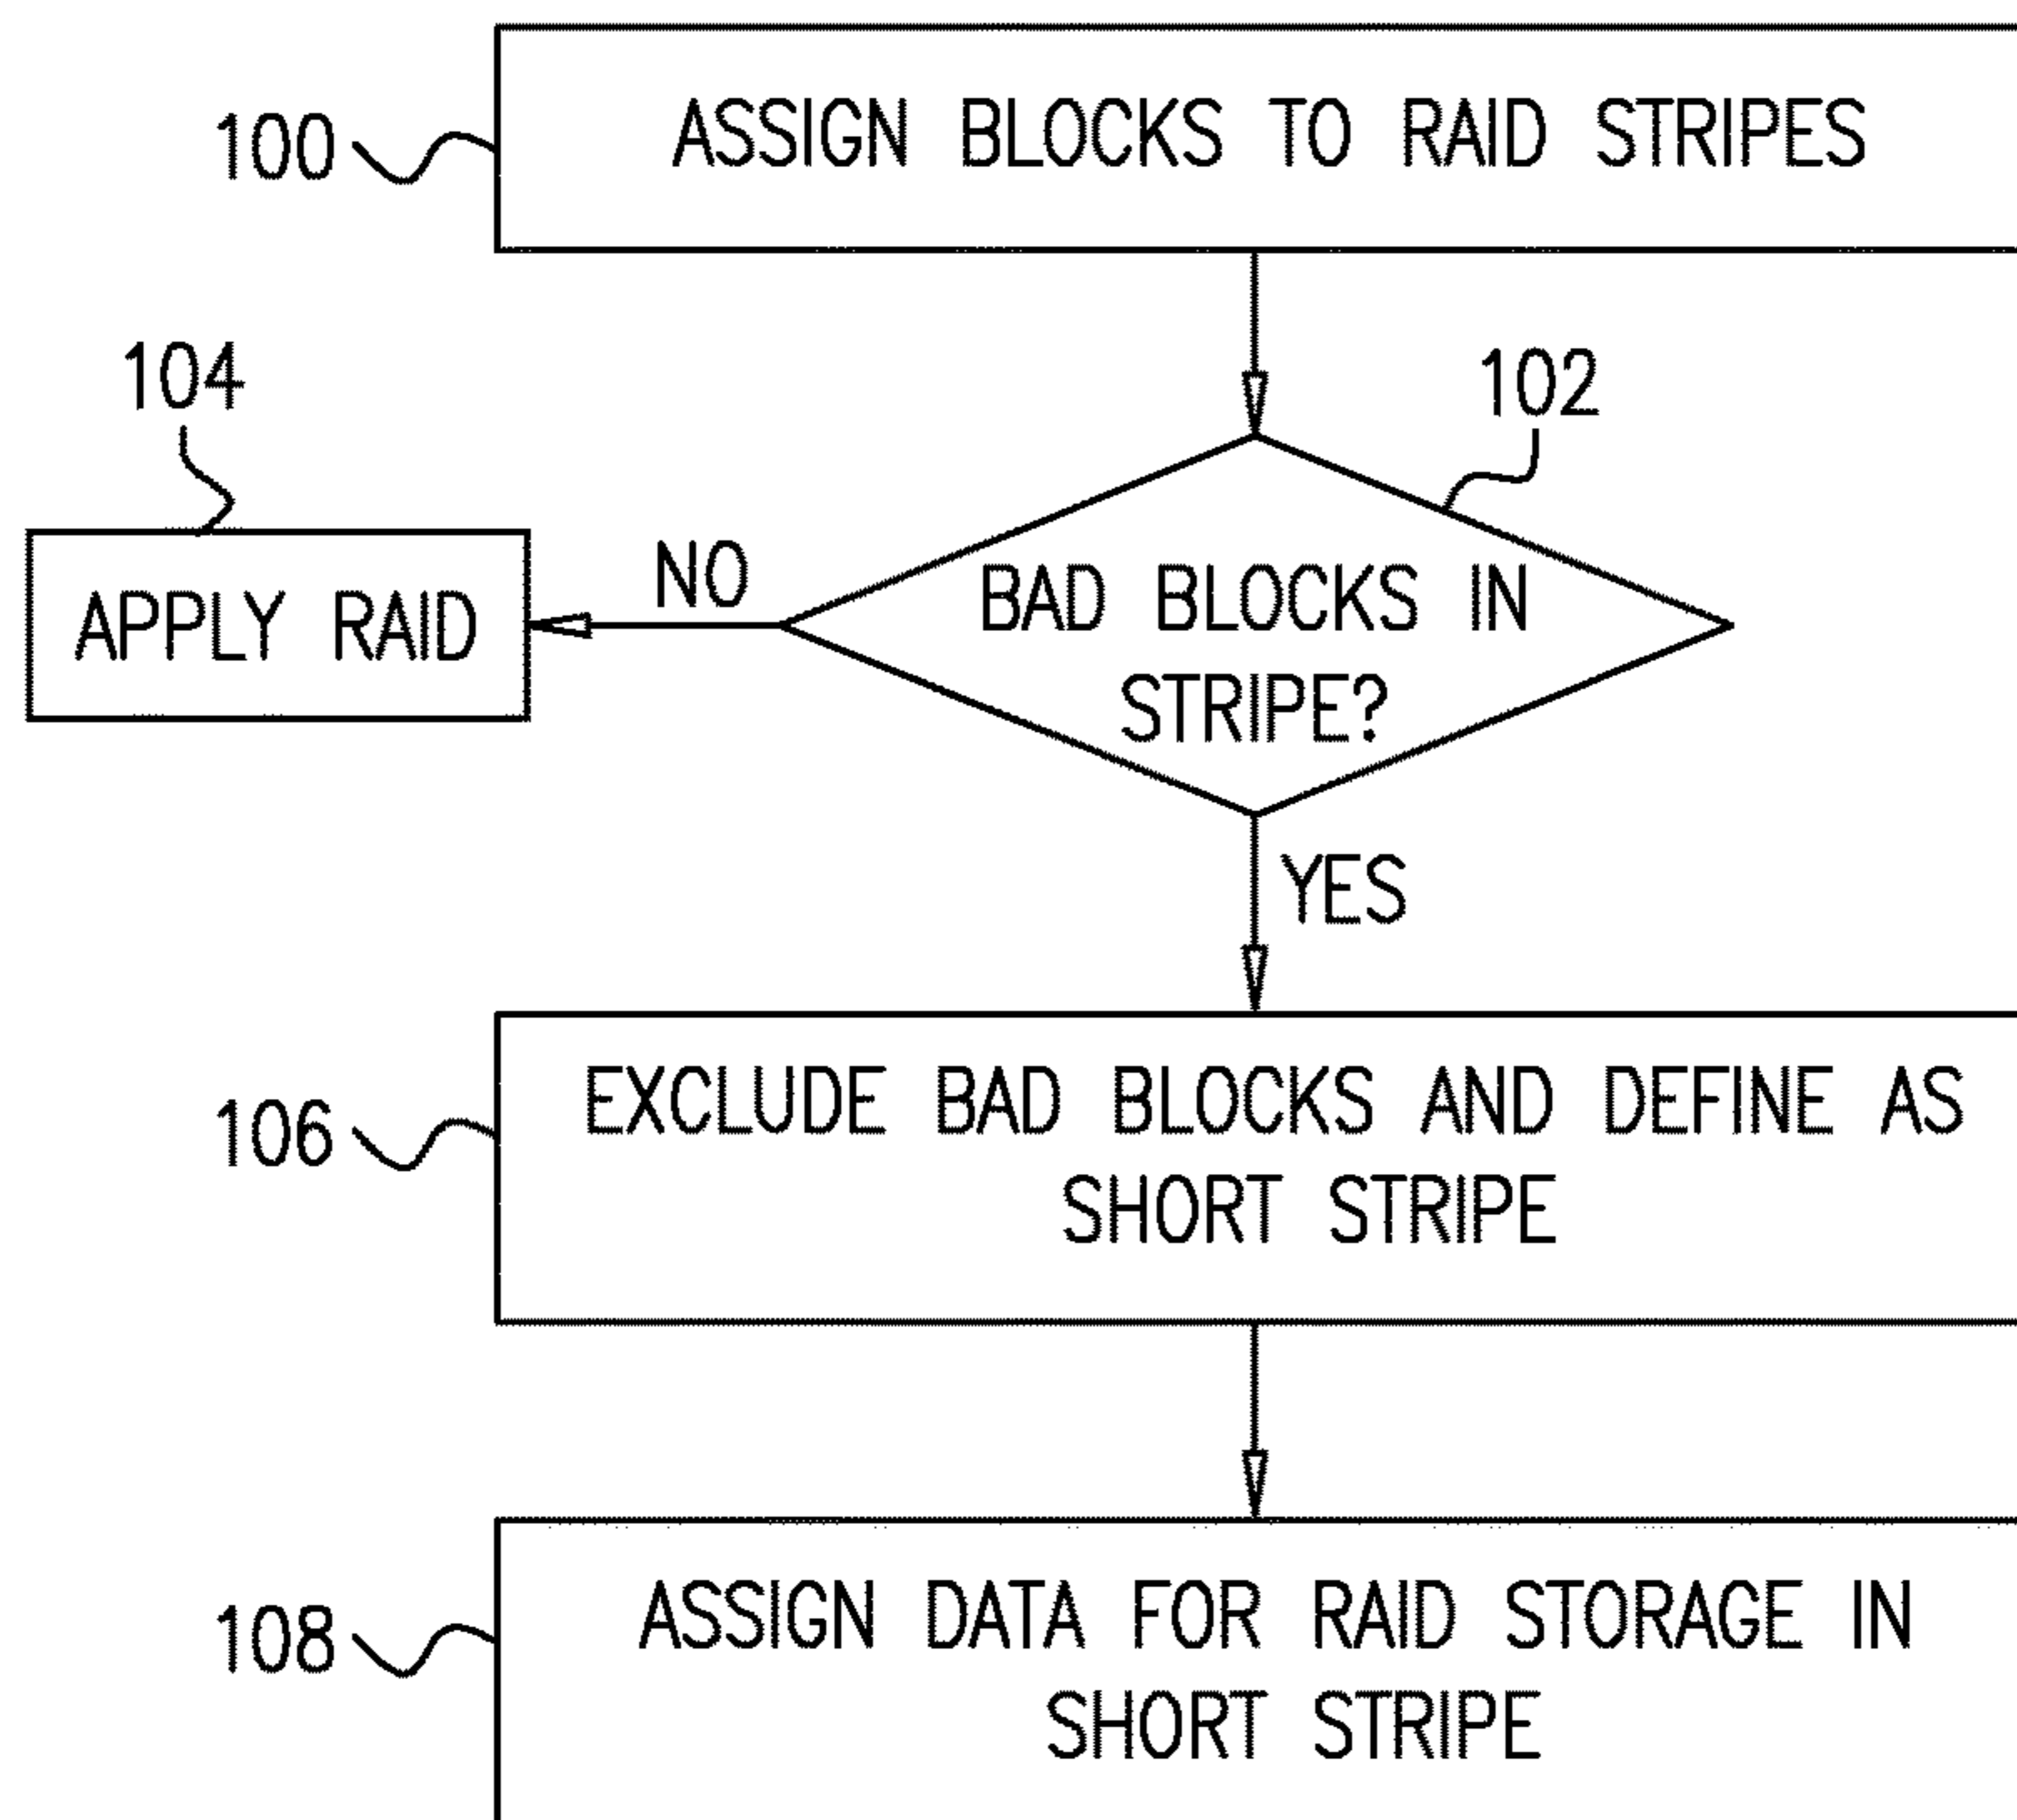 100
ASSIGN BLOCKS TO RAID STRIPES
104
102
APPLY RAID
NO
BAD BLOCKS IN
STRIPE?
YES
106
EXCLUDE BAD BLOCKS AND DEFINE AS
SHORT STRIPE
108
ASSIGN DATA FOR RAID STORAGE IN
SHORT STRIPE